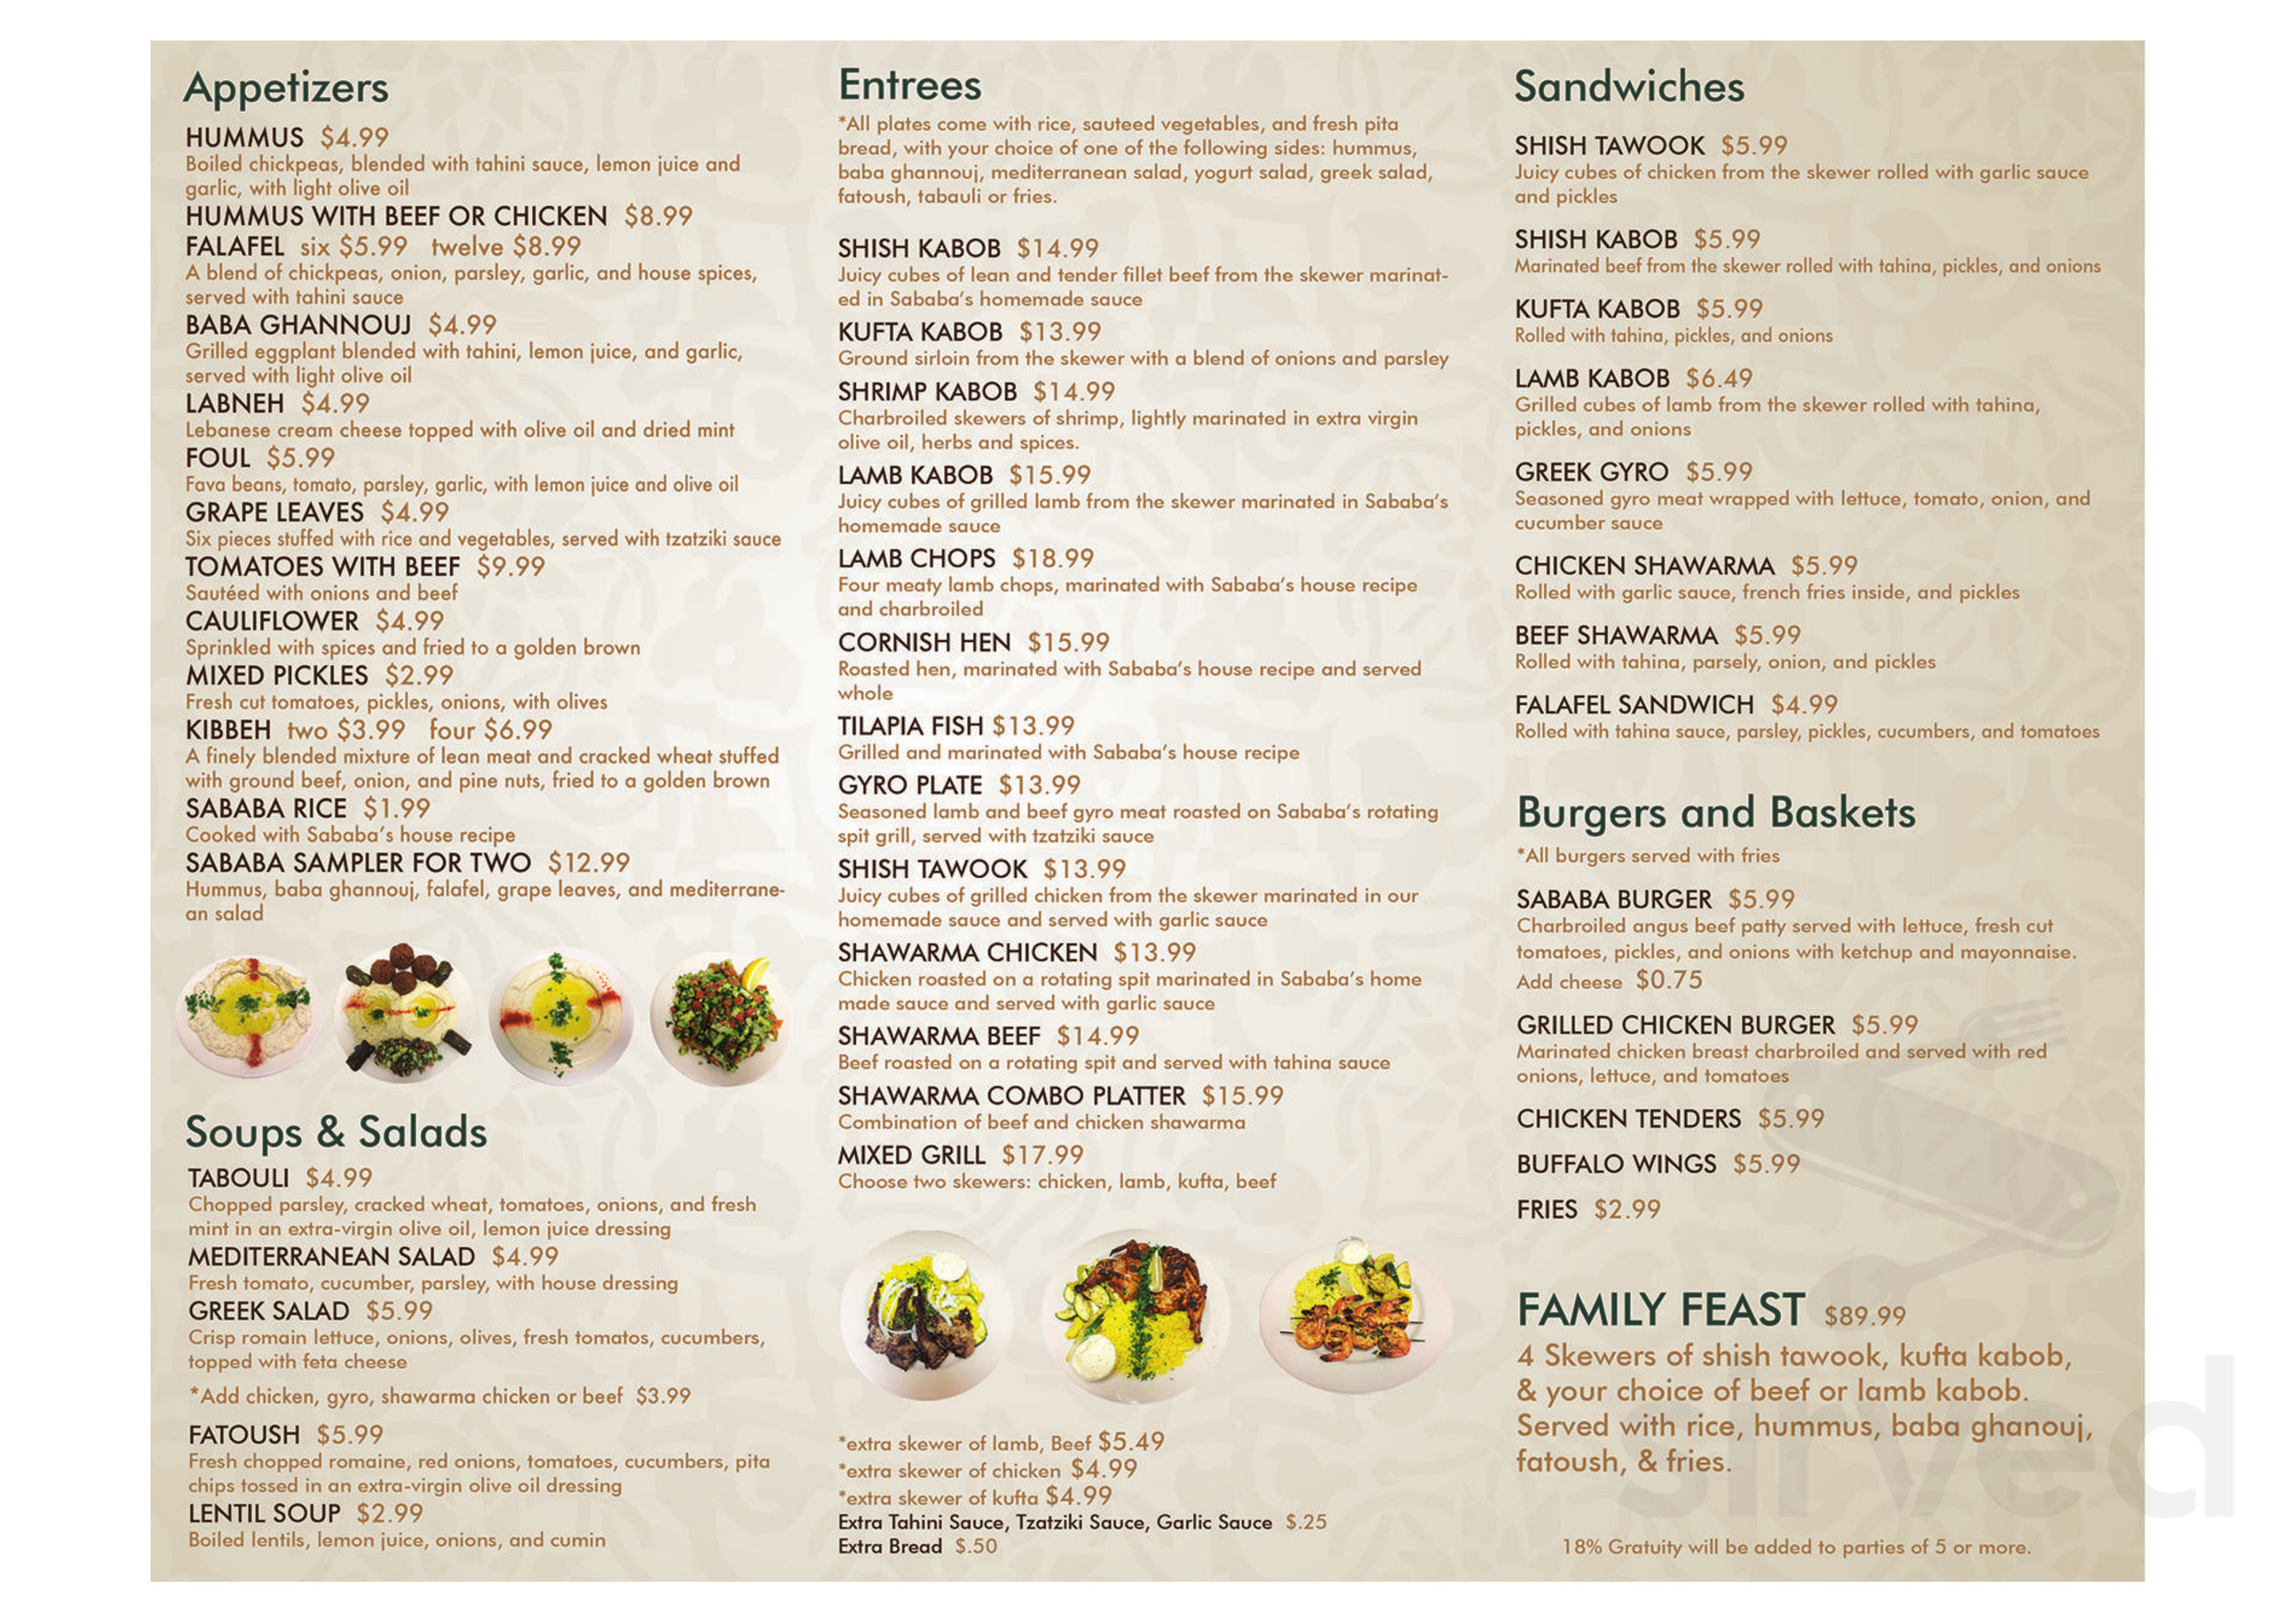 Appetizers
HUMMUS $4.99
Boiled chickpeas, blended with tahini sauce, lemon juice and
garlic, with light olive oil
HUMMUS WITH BEEF OR CHICKEN $8.99
FALAFEL six $5.99 twelve $8.99
A blend of chickpeas, onion, parsley, garlic, and house spices,
served with tahini sauce
BABA GHANNOUJ $4.99
Grilled eggplant blended with tahini, lemon juice, and garlic,
served with light olive oil
LABNEH $4.99
Lebanese cream cheese topped with olive oil and dried mint
FOUL $5.99
Fava beans, tomato, parsley, garlic, with lemon juice and olive oil
GRAPE LEAVES $4.99
Six pieces stuffed with rice and vegetables, served with tzatziki sauce
TOMATOES WITH BEEF $9.99
Sautéed with onions and beef
CAULIFLOWER $4.99
Sprinkled with spices and fried to a golden brown
MIXED PICKLES $2.99
Fresh cut tomatoes, pickles, onions, with olives
KIBBEH two $3.99 four $6.99
A finely blended mixture of lean meat and cracked wheat stuffed
with ground beef, onion, and pine nuts, fried to a golden brown
SABABA RICE $1.99
Cooked with Sababa's house recipe
SABABA SAMPLER FOR TWO $12.99
Hummus, baba ghannouj, falafel, grape leaves, and mediterrane-
an salad
Soups & Salads
TABOULI $4.99
Chopped parsley, cracked wheat, tomatoes, onions, and fresh
mint in an extra-virgin olive oil, lemon juice dressing
MEDITERRANEAN SALAD $4.99
Fresh tomato, cucumber, parsley, with house dressing
GREEK SALAD $5.99
Crisp romain lettuce, onions, olives, fresh tomatos, cucumbers,
topped with feta cheese
*Add chicken, gyro, shawarma chicken or beef $3.99
FATOUSH $5.99
Fresh chopped romaine, red onions, tomatoes, cucumbers, pita
chips tossed in an extra-virgin olive oil dressing
LENTIL SOUP $2.99
Boiled lentils, lemon juice, onions, and cumin
Entrees
*All plates come with rice, sauteed vegetables, and fresh pita
bread, with your choice of one of the following sides: hummus,
baba ghannouj, mediterranean salad, yogurt salad, greek salad,
fatoush, tabauli or fries.
SHISH KABOB $14.99
Juicy cubes of lean and tender fillet beef from the skewer marinat-
ed in Sababa's homemade sauce
KUFTA KABOB $13.99
Ground sirloin from the skewer with a blend of onions and parsley
SHRIMP KABOB $14.99
Charbroiled skewers of shrimp, lightly marinated in extra virgin
olive oil, herbs and spices.
LAMB KABOB $15.99
Juicy cubes of grilled lamb from the skewer marinated in Sababa's
homemade sauce
LAMB CHOPS $18.99
Four meaty lamb chops, marinated with Sababa's house recipe
and charbroiled
CORNISH HEN $15.99
Roasted hen, marinated with Sababa's house recipe and served
whole
TILAPIA FISH $13.99
Grilled and marinated with Sababa's house recipe
GYRO PLATE $13.99
Seasoned lamb and beef gyro meat roasted on Sababa's rotating
spit grill, served with tzatziki sauce
SHISH TAWOOK $13.99
Juicy cubes of grilled chicken from the skewer marinated in our
homemade sauce and served with garlic sauce
SHAWARMA CHICKEN $13.99
Chicken roasted on a rotating spit marinated in Sababa's home
made sauce and served with garlic sauce
SHAWARMA BEEF $14.99
Beef roasted on a rotating spit and served with tahina sauce
SHAWARMA COMBO PLATTER $15.99
Combination of beef and chicken shawarma
MIXED GRILL $17.99
Choose two skewers: chicken, lamb, kufta, beef
*extra skewer of lamb, Beef $5.49
*extra skewer of chicken $4.99
*extra skewer of kufta $4.99
Extra Tahini Sauce, Tzatziki Sauce, Garlic Sauce $.25
Extra Bread $.50
Sandwiches
SHISH TAWOOK $5.99
Juicy cubes of chicken from the skewer rolled with garlic sauce
and pickles
SHISH KABOB $5.99
Marinated beef from the skewer rolled with tahina, pickles, and onions
KUFTA KABOB $5.99
Rolled with tahina, pickles, and onions
LAMB KABOB $6.49
Grilled cubes of lamb from the skewer rolled with tahina,
pickles, and onions
GREEK GYRO $5.99
Seasoned gyro meat wrapped with lettuce, tomato, onion, and
cucumber sauce
CHICKEN SHAWARMA $5.99
Rolled with garlic sauce, french fries inside, and pickles
BEEF SHAWARMA $5.99
Rolled with tahina, parsely, onion, and pickles
FALAFEL SANDWICH $4.99
Rolled with tahina sauce, parsley, pickles, cucumbers, and tomatoes
Burgers and Baskets
*All burgers served with fries
SABABA BURGER $5.99
Charbroiled angus beef patty served with lettuce, fresh cut
tomatoes, pickles, and onions with ketchup and mayonnaise.
Add cheese $0.75
GRILLED CHICKEN BURGER $5.99
Marinated chicken breast charbroiled and served with red
onions, lettuce, and tomatoes
CHICKEN TENDERS $5.99
BUFFALO WINGS $5.99
FRIES $2.99
FAMILY FEAST $89.99
4 Skewers of shish tawook, kufta kabob,
& your choice of beef or lamb kabob.
Served with rice, hummus, baba ghanouj,
fatoush, & fries.
sirved
18% Gratuity will be added to parties of 5 or more.